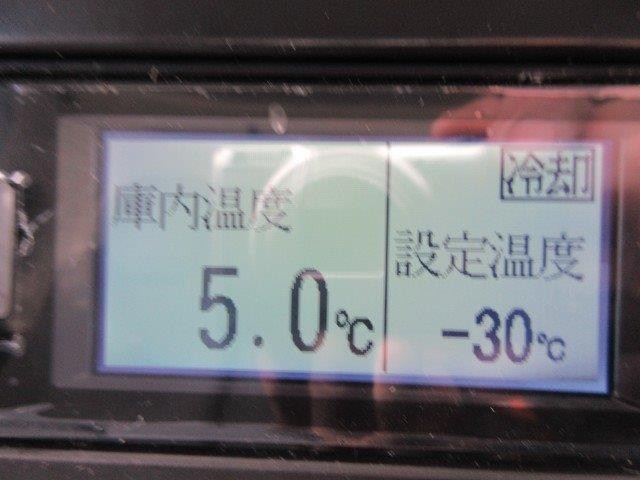 庫内温度
5.0℃
冷却
設定温度
-30℃